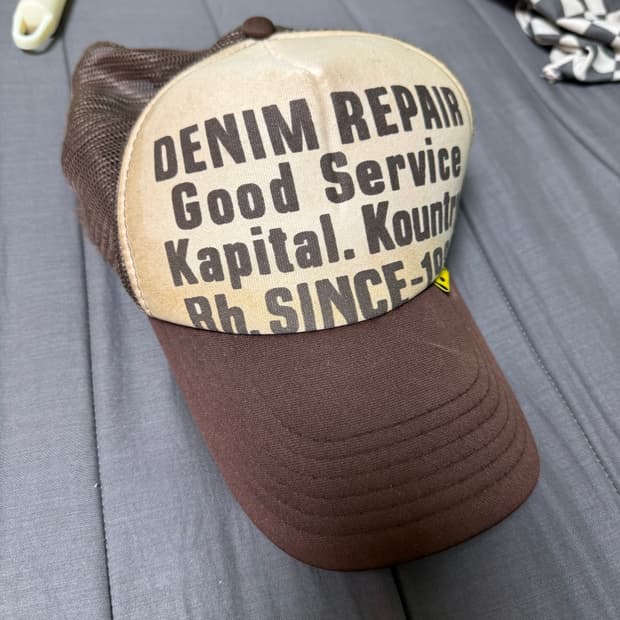 DENIM REPAIR
Good Service
Kapital. Kountr
Rh. SINCE-19